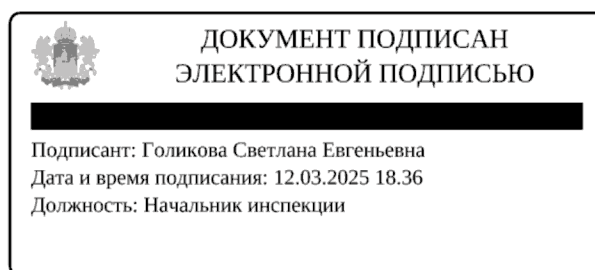 ДОКУМЕНТ ПОДПИСАН
ЭЛЕКТРОННОЙ ПОДПИСЬЮ
Подписант: Голикова Светлана Евгеньевна
Дата и время подписания: 12.03.2025 18.36
Должность: Начальник инспекции